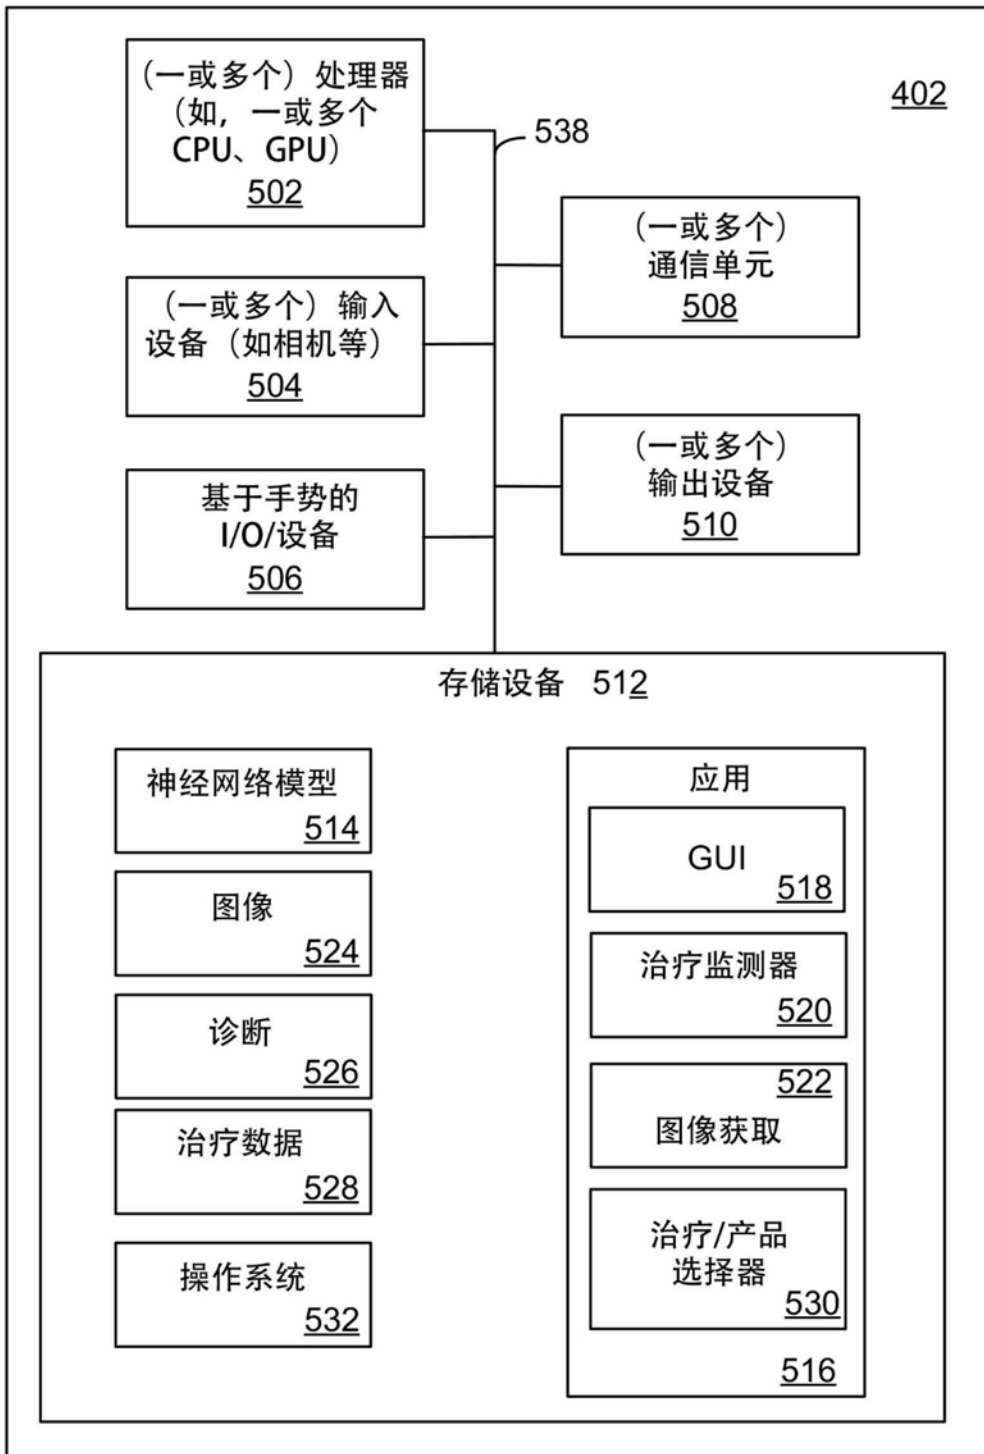 （一或多个）处理器
（如，一或多个
CPU、GPU）
502
402
538
（一或多个）
通信单元
508
（一或多个）输入
设备（如相机等）
504
（一或多个）
输出设备
510
基于手势的
I/O/设备
506
存储设备 512
神经网络模型
514
图像
524
诊断
526
治疗数据
528
操作系统
532
应用
GUI
518
治疗监测器
520
522
图像获取
治疗/产品
选择器
530
516